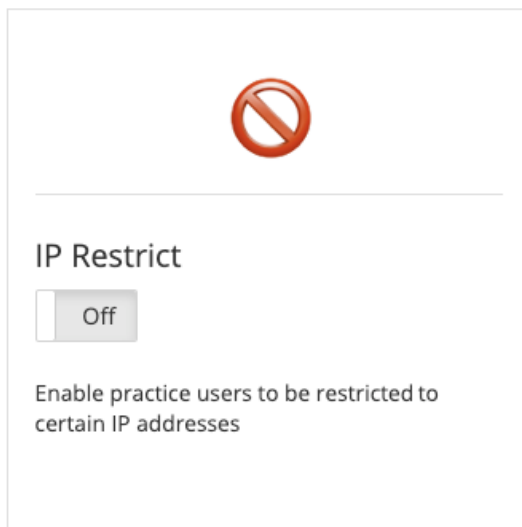 IP Restrict
Off
Enable practice users to be restricted to
certain IP addresses